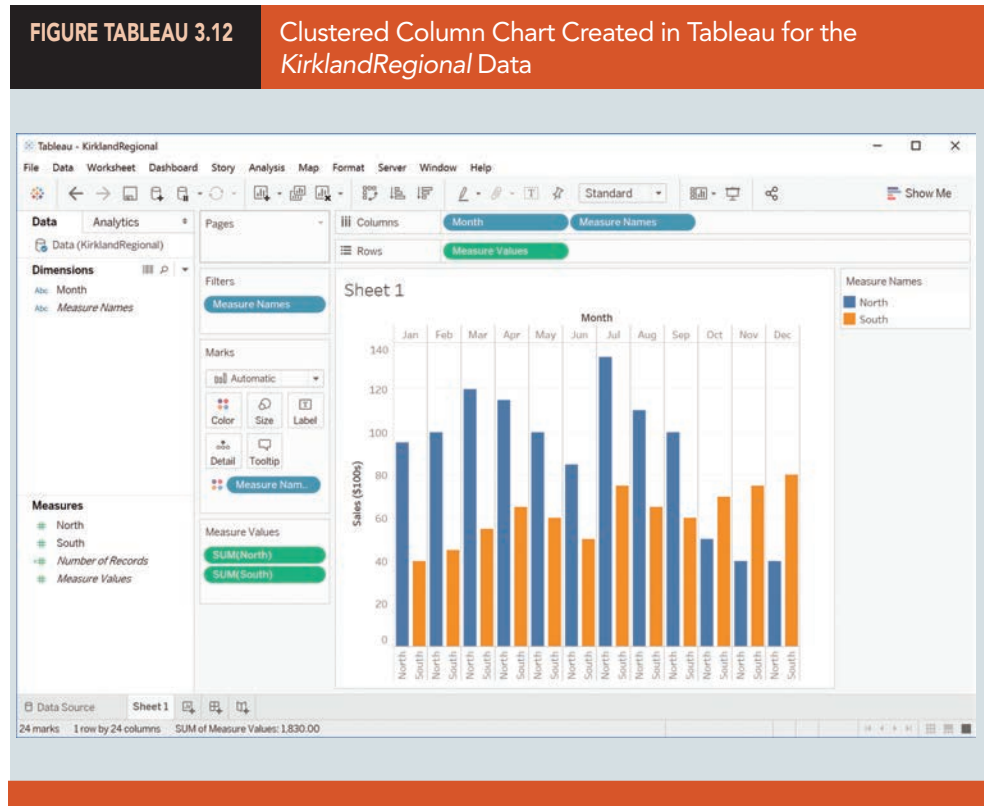 FIGURE TABLEAU 3.12
Clustered Column Chart Created in Tableau for the
KirklandRegional Data
Tableau - KirklandRegional
File Data Worksheet Dashboard Story Analysis Map Format Server Window Help
Standard
Show Me
Data Analytics
Data (KirklandRegional)
Dimensions
Abc Month
Abc Measure Names
Measures
North
South
Number of Records
Measure Values
Pages
Filters
Measure Names
Marks
Automatic
Color Size Label
Detail Tooltip
Measure Nam..
Measure Values
SUM(North)
SUM(South)
Columns Month Measure Names
Rows Measure Values
Sheet 1
Month
Jan Feb Mar Apr May Jun Jul Aug Sep Oct Nov Dec
Sales ($100s)
140
120
100
80
60
40
20
0
North South North South North South North South North South North South North South North South North South North South North South North South
Measure Names
North
South
Data Source Sheet 1
24 marks 1 row by 24 columns SUM of Measure Values: 1,830.00